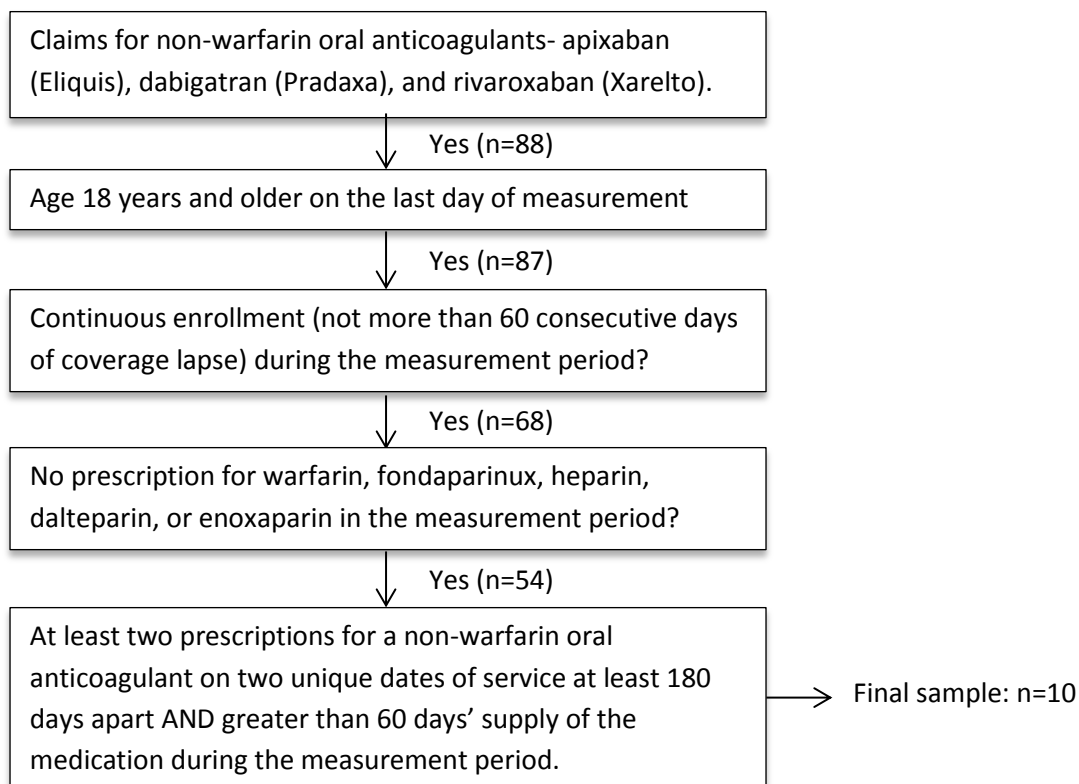 Claims for non-warfarin oral anticoagulants- apixaban
(Eliquis), dabigatran (Pradaxa), and rivaroxaban (Xarelto).
Yes (n=88)
Age 18 years and older on the last day of measurement
Yes (n=87)
Continuous enrollment (not more than 60 consecutive days
of coverage lapse) during the measurement period?
Yes (n=68)
No prescription for warfarin, fondaparinux, heparin,
dalteparin, or enoxaparin in the measurement period?
Yes (n=54)
At least two prescriptions for a non-warfarin oral
anticoagulant on two unique dates of service at least 180
days apart AND greater than 60 days’ supply of the
medication during the measurement period.
Final sample: n=10